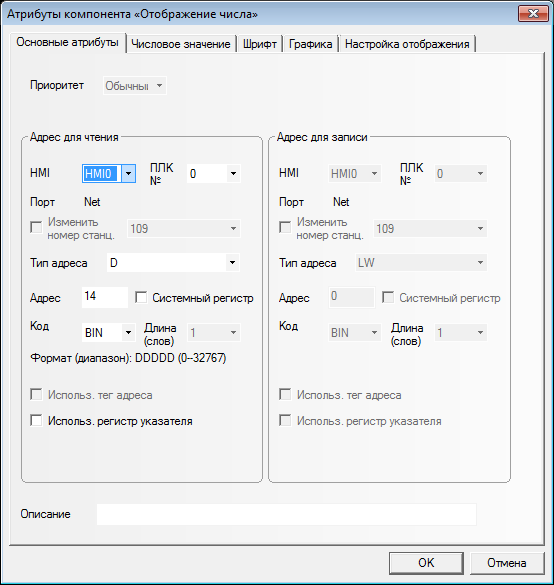 Атрибуты компонента «Отображение числа»
Основные атрибуты Числовое значение Шрифт Графика Настройка отображения
Приоритет Обычны
Адрес для чтения
HMI HMI0 ПЛК № 0
Порт Net
Изменить номер станц. 109
Тип адреса D
Адрес 14 Системный регистр
Код BIN Длина (слов) 1
Формат (диапазон): DDDDD (0--32767)
Использ. тег адреса
Использ. регистр указателя
Адрес для записи
HMI HMI0 ПЛК № 0
Порт Net
Изменить номер станц. 109
Тип адреса LW
Адрес 0 Системный регистр
Код BIN Длина (слов) 1
Использ. тег адреса
Использ. регистр указателя
Описание
OK Отмена